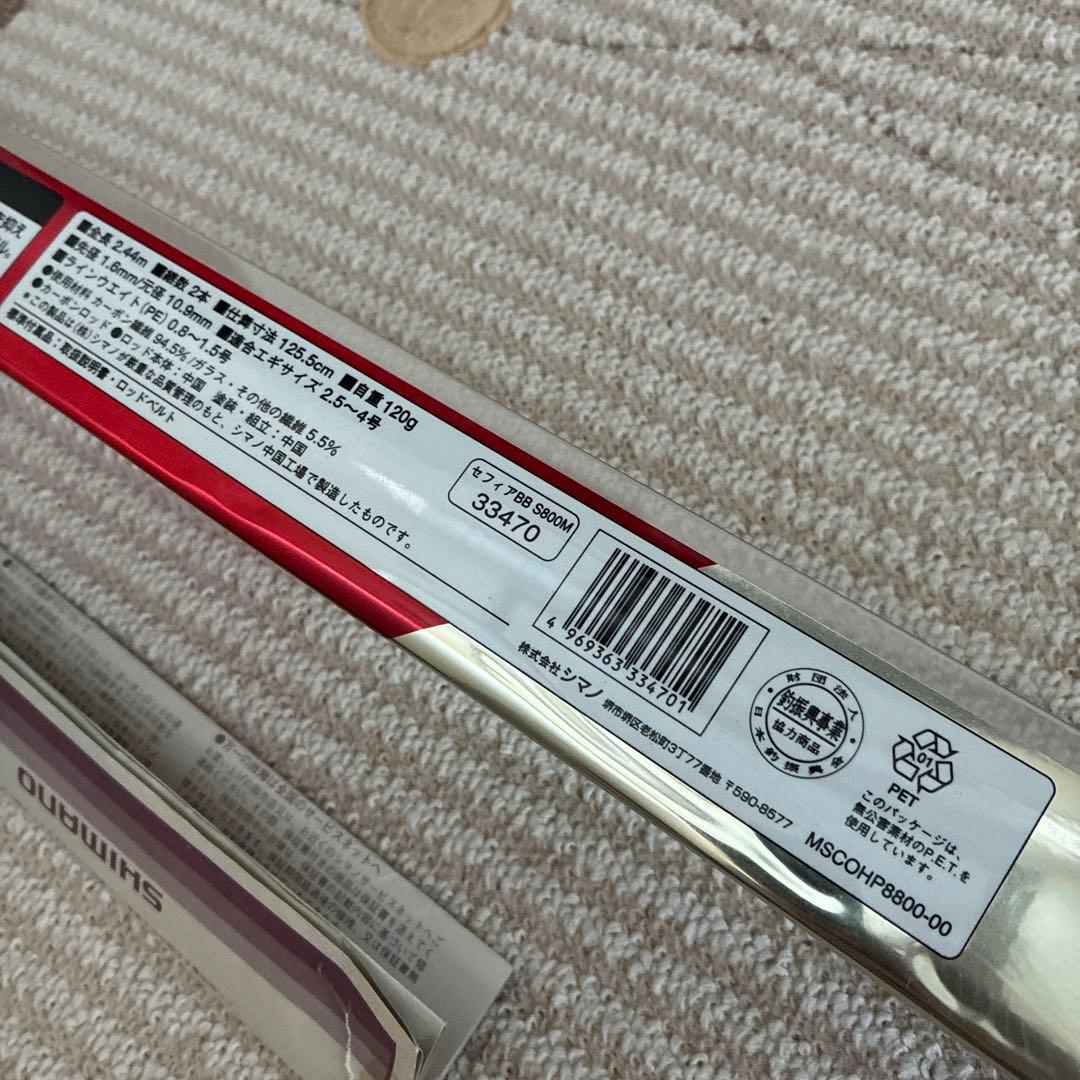 を抑え
ル。
■全長 2.44m ■継数 2本 ■仕舞寸法 125.5cm ■自重 120g
■先径 1.6mm/元径 10.9mm ■適合エギサイズ 2.5〜4号
■ラインウエイト(PE) 0.8〜1.5号
●使用材料 カーボン繊維 94.5%/ガラス・その他の繊維 5.5%
●カーボンロッド ●ロッド本体:中国 塗装・組立:中国
*この製品は(株)シマノが厳重な品質管理のもと、シマノ中国工場で製造したものです。
標準付属品:取扱説明書・ロッドベルト
セフィアBB S800M
33470
4 969363 334701
株式会社シマノ 堺市堺区老松町3丁77番地 〒590-8577
財団法人
釣振興事業
協力商品
日本釣振興会
01
PET
このパッケージは、
無公害素材のP.E.T.を
使用しています。
MSCOHP8800-00
SHIMANO